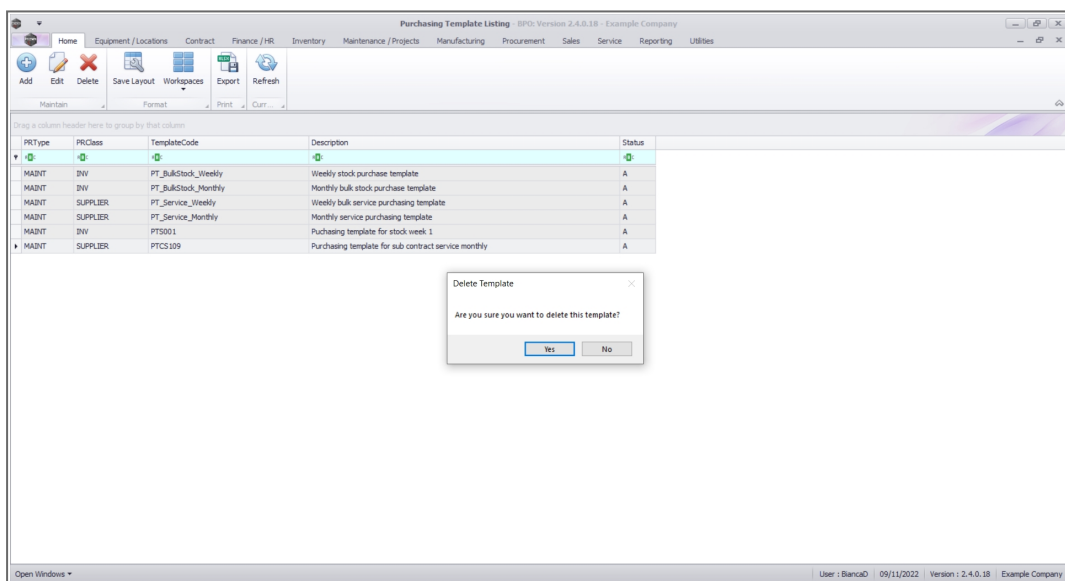 Purchasing Template Listing - BPO: Version 2.4.0.18 - Example Company
Home Equipment / Locations Contract Finance / HR Inventory Maintenance / Projects Manufacturing Procurement Sales Service Reporting Utilities
Add Edit Delete Save Layout Workspaces Export Refresh
Maintain Format Print Curr...
Drag a column header here to group by that column
PRType PRClass TemplateCode Description Status
MAINT INV PT_BulkStock_Weekly Weekly stock purchase template A
MAINT INV PT_BulkStock_Monthly Monthly bulk stock purchase template A
MAINT SUPPLIER PT_Service_Weekly Weekly bulk service purchasing template A
MAINT SUPPLIER PT_Service_Monthly Monthly service purchasing template A
MAINT INV PTS001 Puchasing template for stock week 1 A
MAINT SUPPLIER PTCS109 Purchasing template for sub contract service monthly A
Delete Template
Are you sure you want to delete this template?
Yes No
Open Windows User : BiancaD 09/11/2022 Version : 2.4.0.18 Example Company